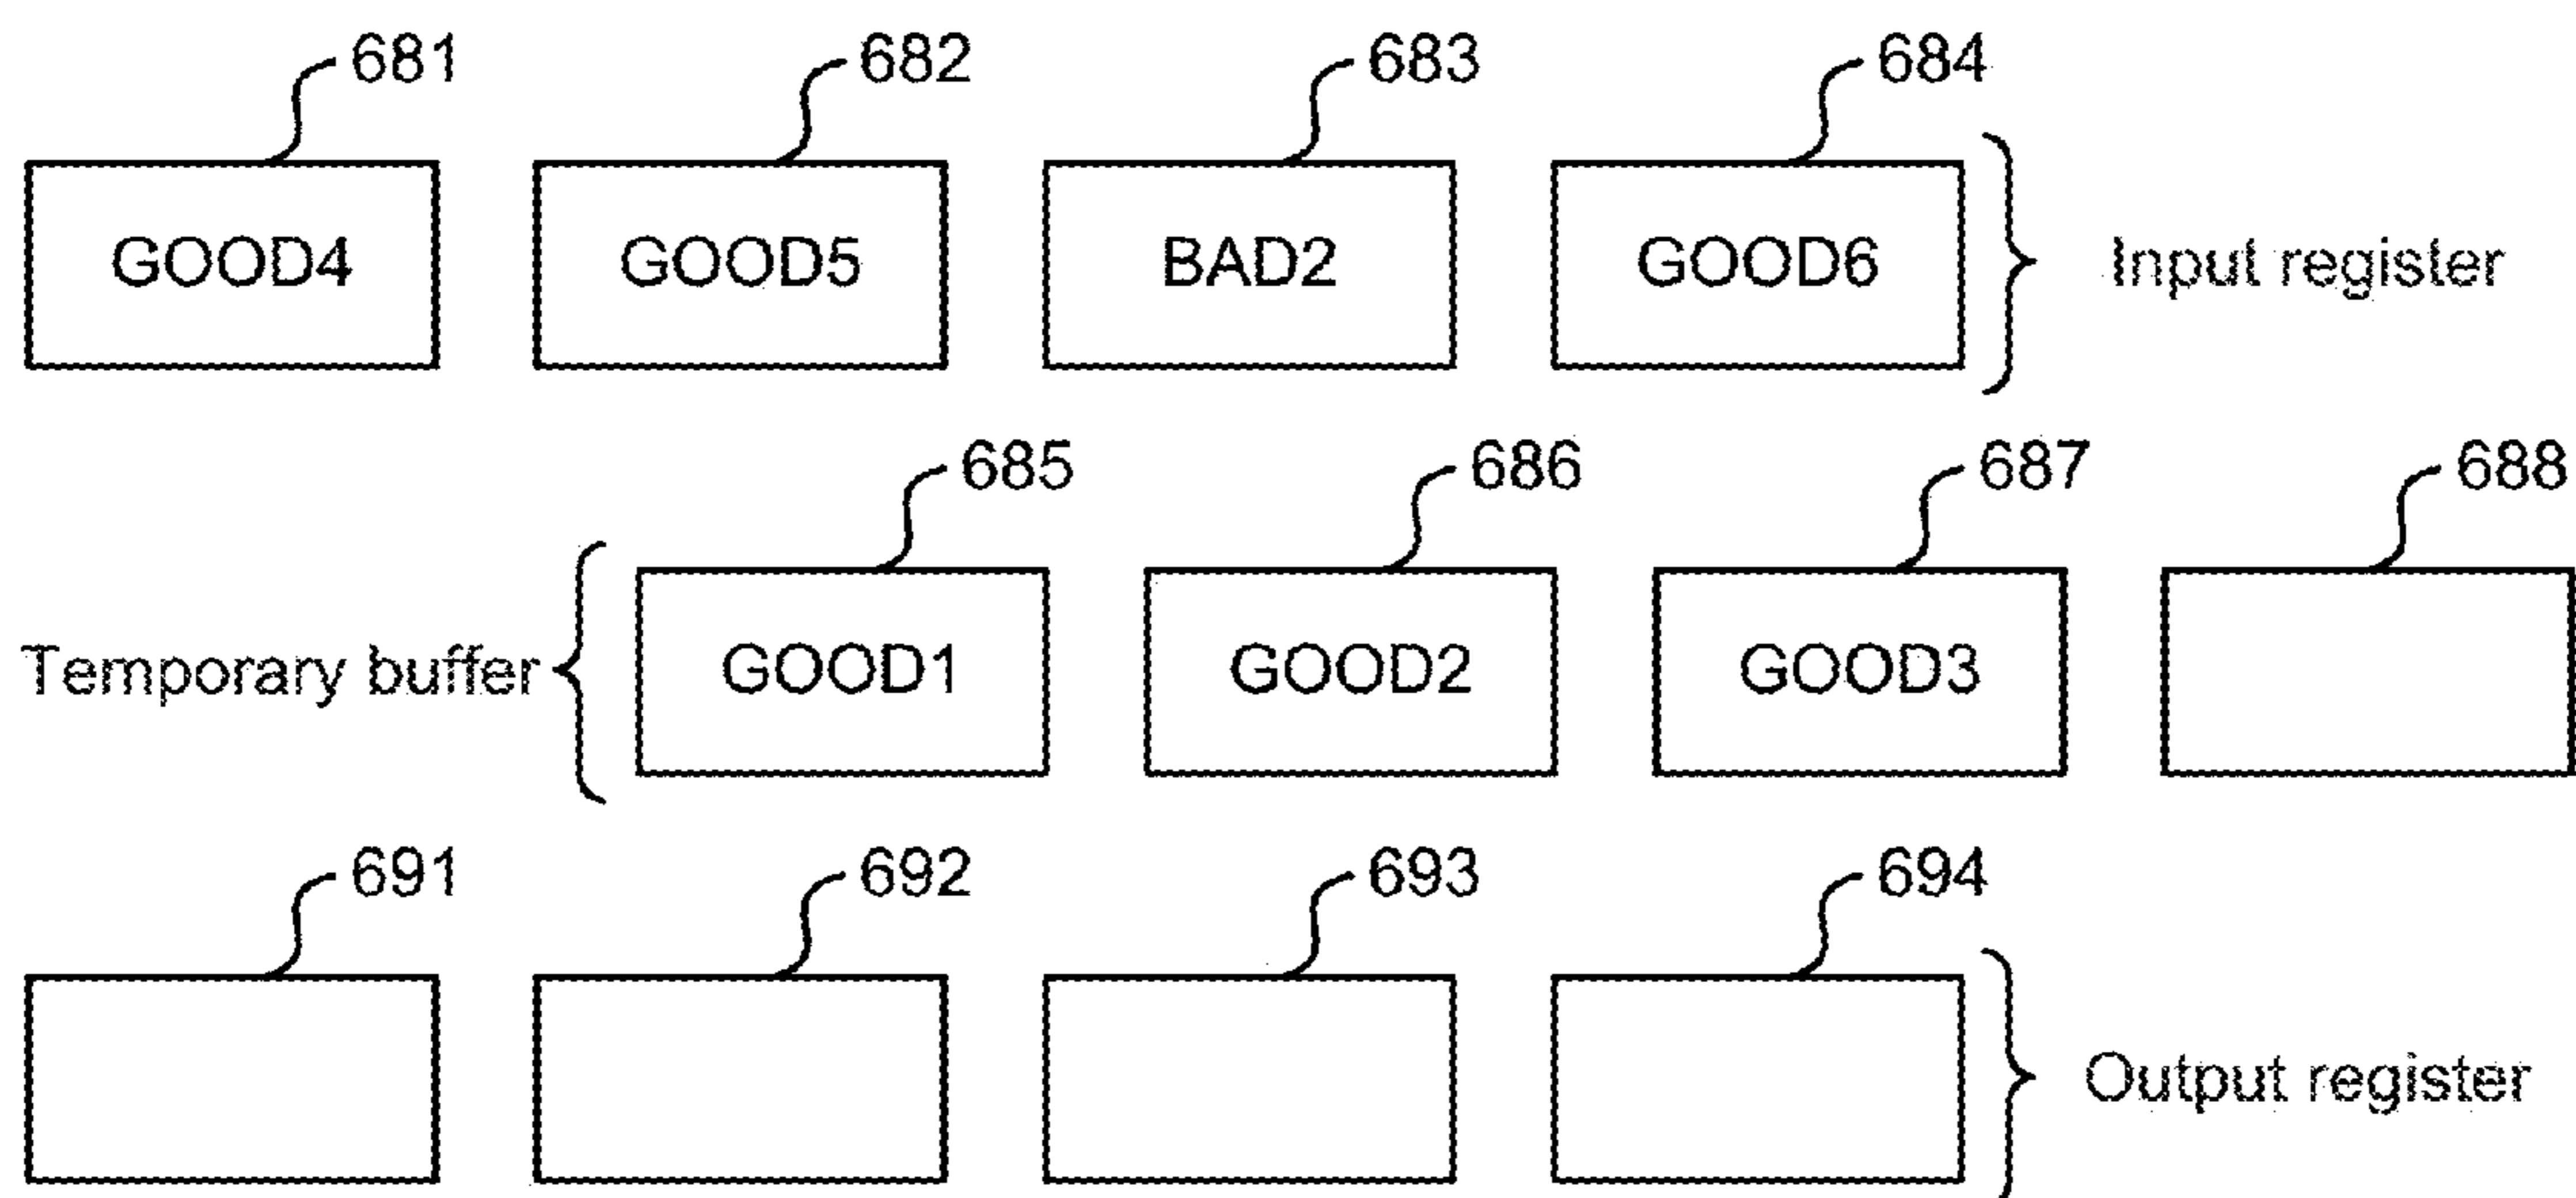 681 682 683 684
GOOD4 GOOD5 BAD2 GOOD6 Input register
685 686 687 688
Temporary buffer GOOD1 GOOD2 GOOD3
691 692 693 694
Output register